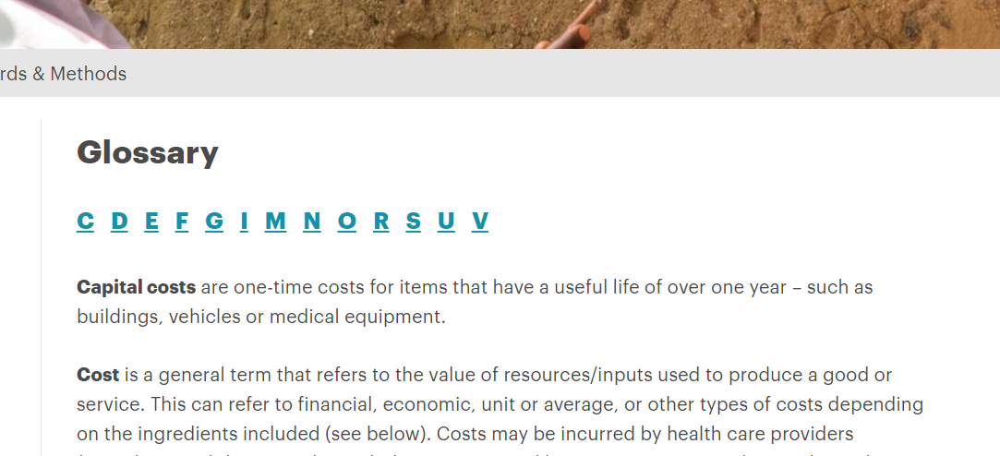 rds & Methods
Glossary
C D E F G I M N O R S U V
Capital costs are one-time costs for items that have a useful life of over one year – such as
buildings, vehicles or medical equipment.
Cost is a general term that refers to the value of resources/inputs used to produce a good or
service. This can refer to financial, economic, unit or average, or other types of costs depending
on the ingredients included (see below). Costs may be incurred by health care providers